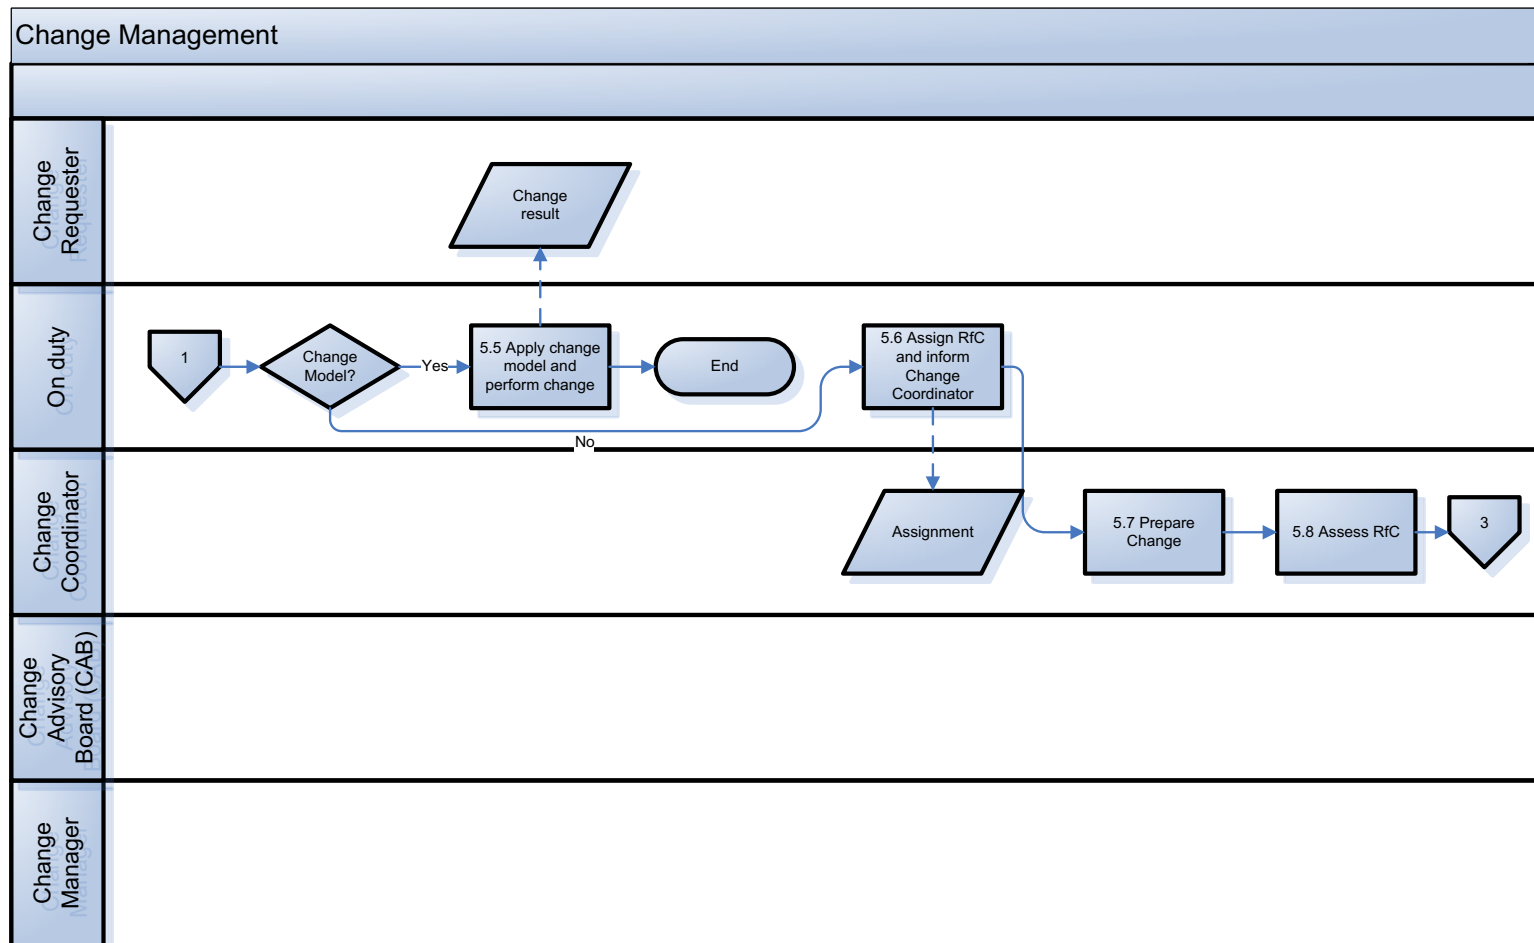 Change Management
Change
Requester
Change
result
On duty
1
Change
Model?
Yes
5.5 Apply change
model and
perform change
End
5.6 Assign RfC
and inform
Change
Coordinator
No
Change
Coordinator
Assignment
5.7 Prepare
Change
5.8 Assess RfC
3
Change
Advisory
Board (CAB)
Change
Manager